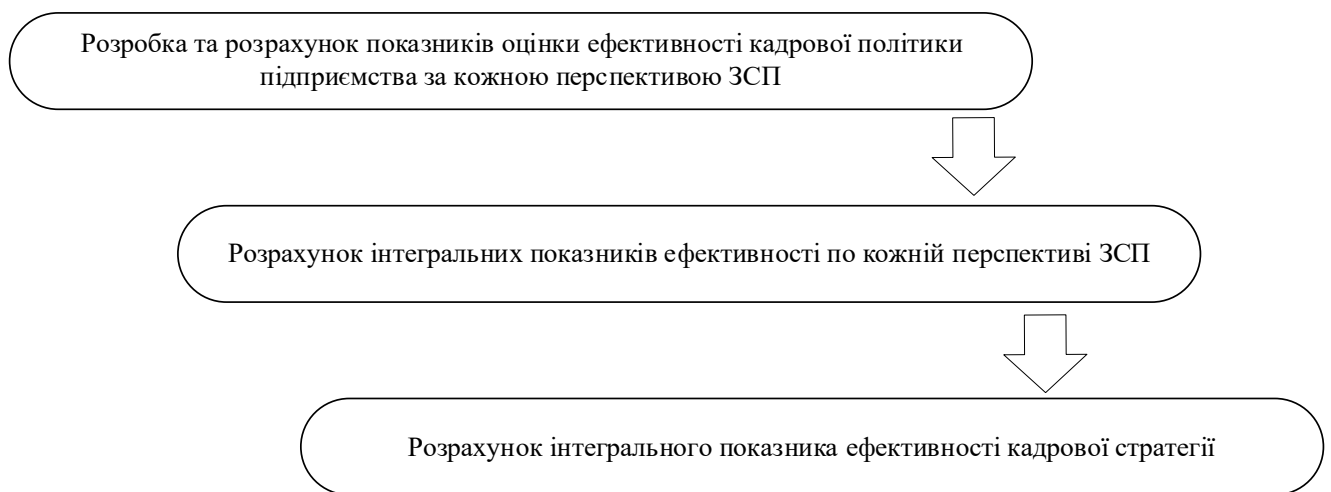 Розробка та розрахунок показників оцінки ефективності кадрової політики
підприємства за кожною перспективою ЗСП
Розрахунок інтегральних показників ефективності по кожній перспективі ЗСП
Розрахунок інтегрального показника ефективності кадрової стратегії